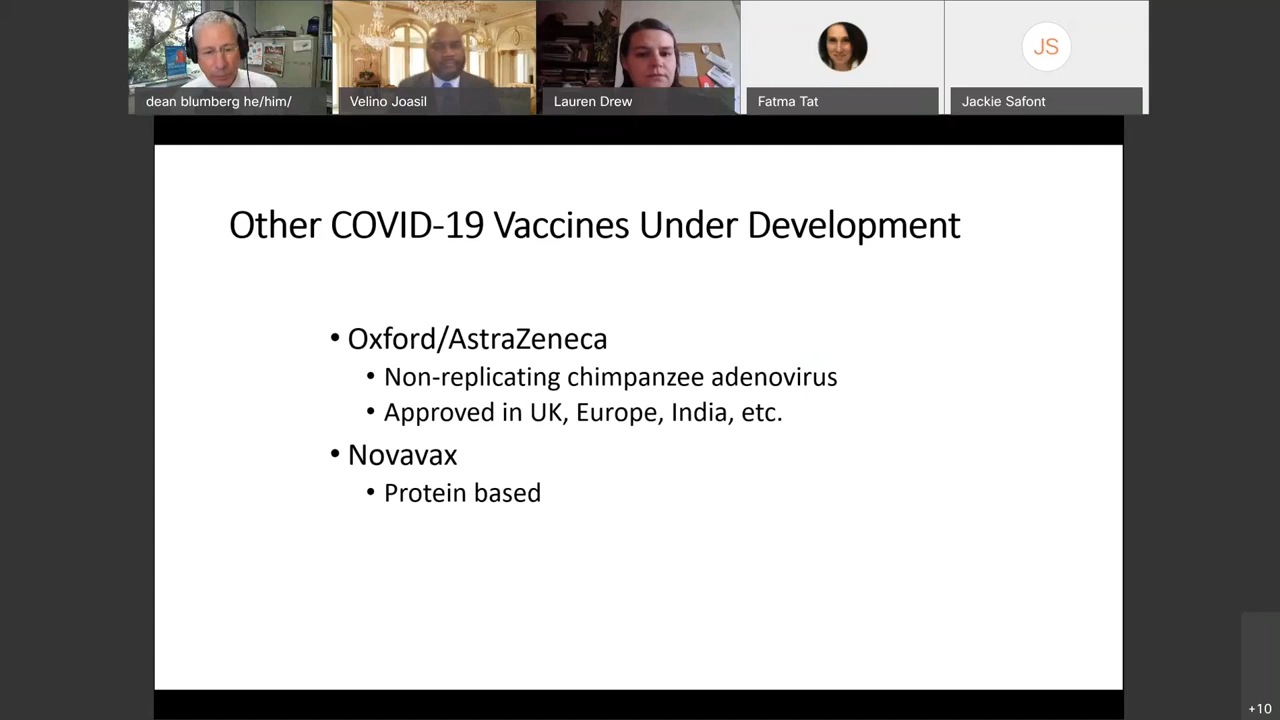 dean blumberg he/him/
Velino Joasil
Lauren Drew
Fatma Tat
JS
Jackie Safont
Other COVID-19 Vaccines Under Development
• Oxford/AstraZeneca
• Non-replicating chimpanzee adenovirus
• Approved in UK, Europe, India, etc.
• Novavax
• Protein based
+10